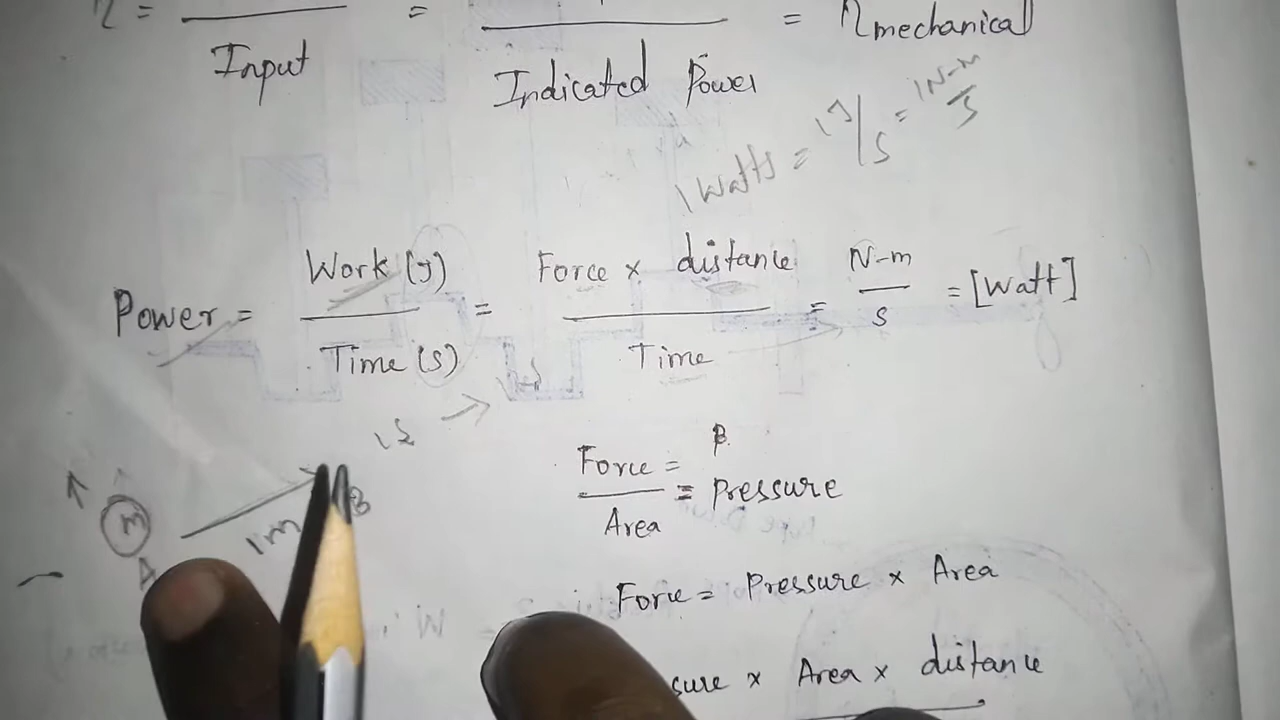 η = ―― = ―――― = η mechanical
Input Indicated Power
1 Watts = 1J/s = 1N-m/s
Work (J) Force x distance N-m
Power = ―― = ―――― = ―― = [Watt]
Time (s) Time s
1s →
Force = p.
―― = Pressure
Area
m
1m B
A
Force = Pressure x Area
sure x Area x distance